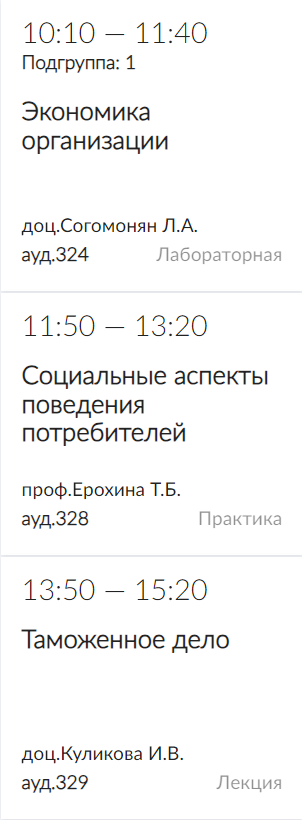 10:10 — 11:40
Подгруппа: 1
Экономика
организации
доц.Согомонян Л.А.
ауд.324 Лабораторная
11:50 — 13:20
Социальные аспекты
поведения
потребителей
проф.Ерохина Т.Б.
ауд.328 Практика
13:50 — 15:20
Таможенное дело
доц.Куликова И.В.
ауд.329 Лекция